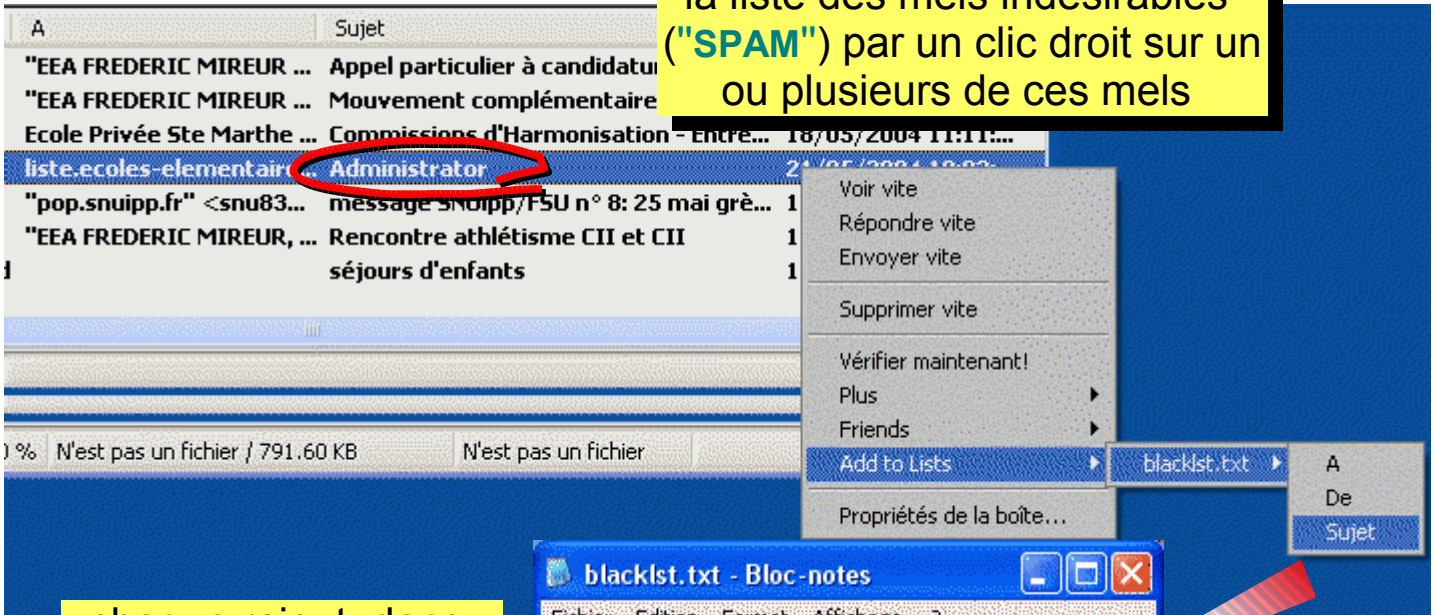 la liste des mels indésirables
("SPAM") par un clic droit sur un
ou plusieurs de ces mels
A Sujet
"EEA FREDERIC MIREUR ... Appel particulier à
"EEA FREDERIC MIREUR ... Mouvement complémentaire
Ecole Privée Ste Marthe ... Commissions d'Harmonisation - Entre... 18/05/2004 11:11:...
liste.ecoles-elementaire... Administrator
"pop.snuipp.fr" <snu83... message SNUipp/FSU n° 8: 25 mai grè... 1
"EEA FREDERIC MIREUR, ... Rencontre athlétisme CII et CII 1
séjours d'enfants 1
Voir vite
Répondre vite
Envoyer vite
Supprimer vite
Vérifier maintenant!
Plus
Friends
Add to Lists
Propriétés de la boîte...
blacklst.txt
A
De
Sujet
% N'est pas un fichier / 791.60 KB N'est pas un fichier
blacklst.txt - Bloc-notes